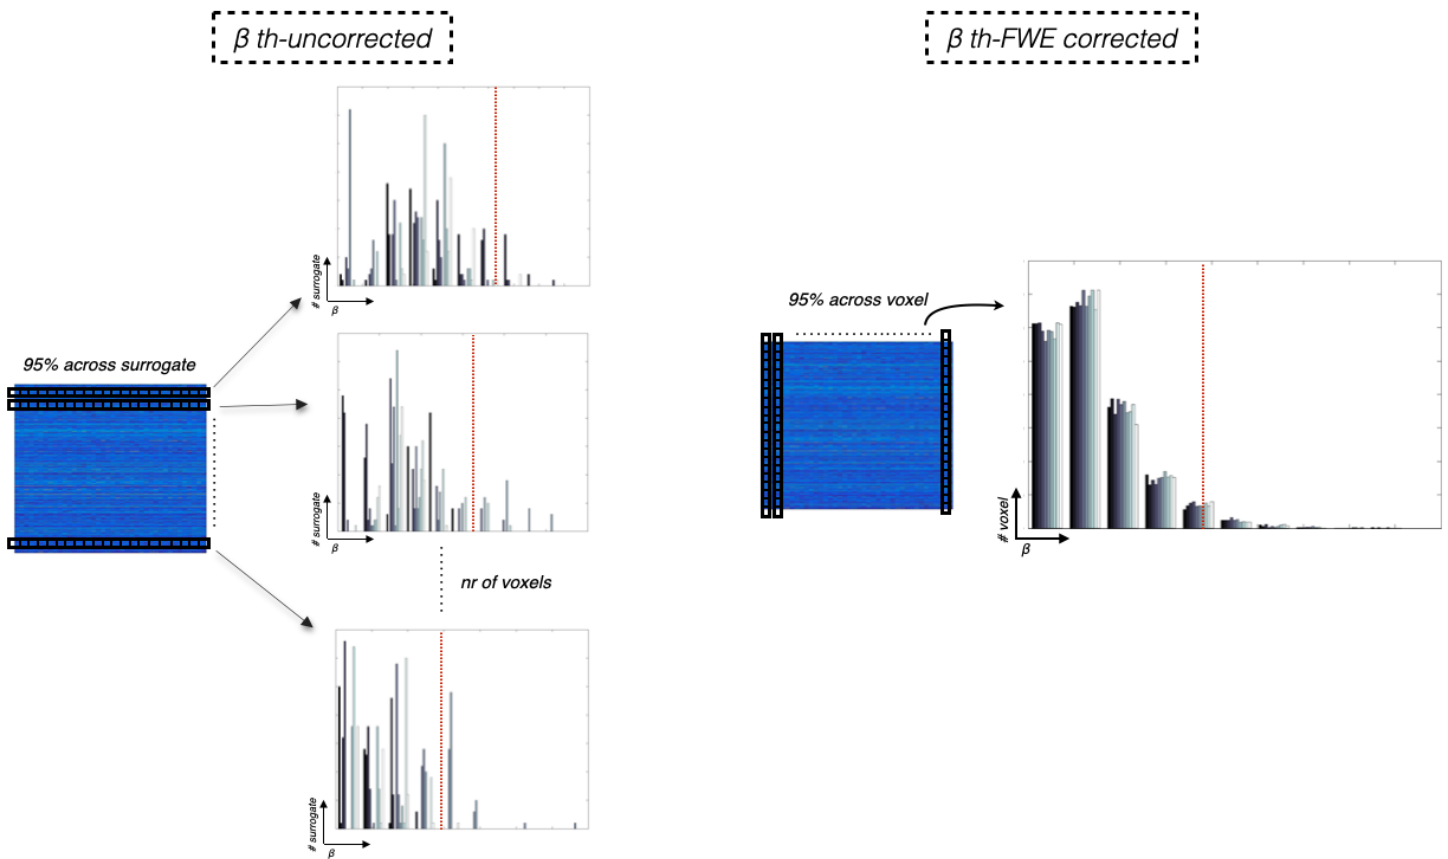 β th-uncorrected
β th-FWE corrected
# surrogate
β
95% across surrogate
95% across voxel
# surrogate
β
# voxel
β
nr of voxels
# surrogate
β